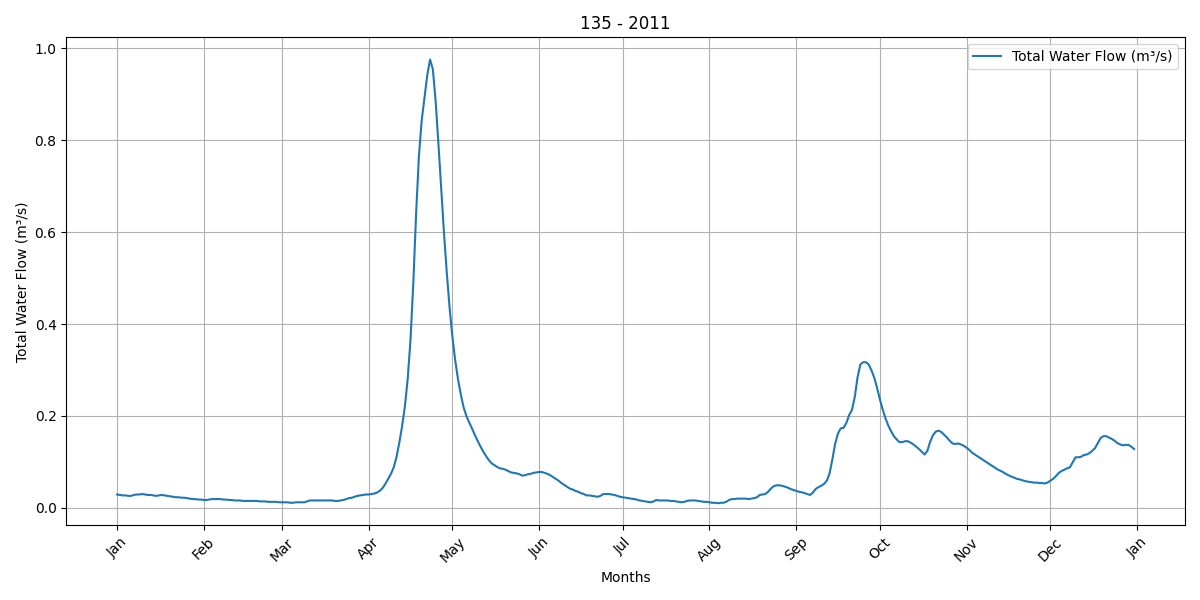 135 - 2011
Total Water Flow (m³/s)
Total Water Flow (m³/s)
1.0
0.8
0.6
0.4
0.2
0.0
Jan Feb Mar Apr May Jun Jul Aug Sep Oct Nov Dec Jan
Months